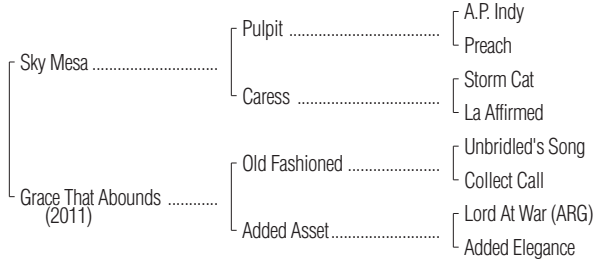 A.P. Indy
Pulpit ................................
Preach
Sky Mesa .............................
Storm Cat
Caress ..................................
La Affirmed
Unbridled's Song
Old Fashioned .....................
Collect Call
Grace That Abounds ............
(2011)
Lord At War (ARG)
Added Asset.........................
Added Elegance